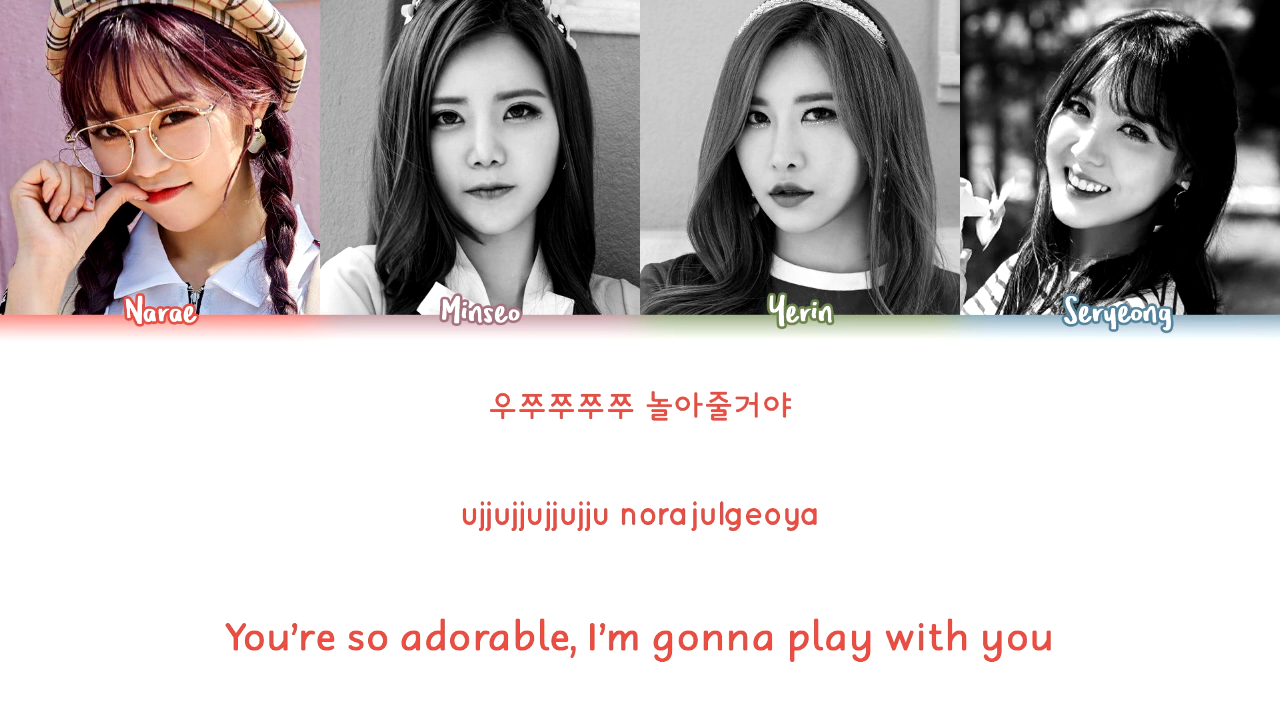 Narae Minseo Yerin Seryeong
우쭈쭈쭈쭈 놀아줄거야
ujjujjujjujju norajulgeoya
You're so adorable, I'm gonna play with you